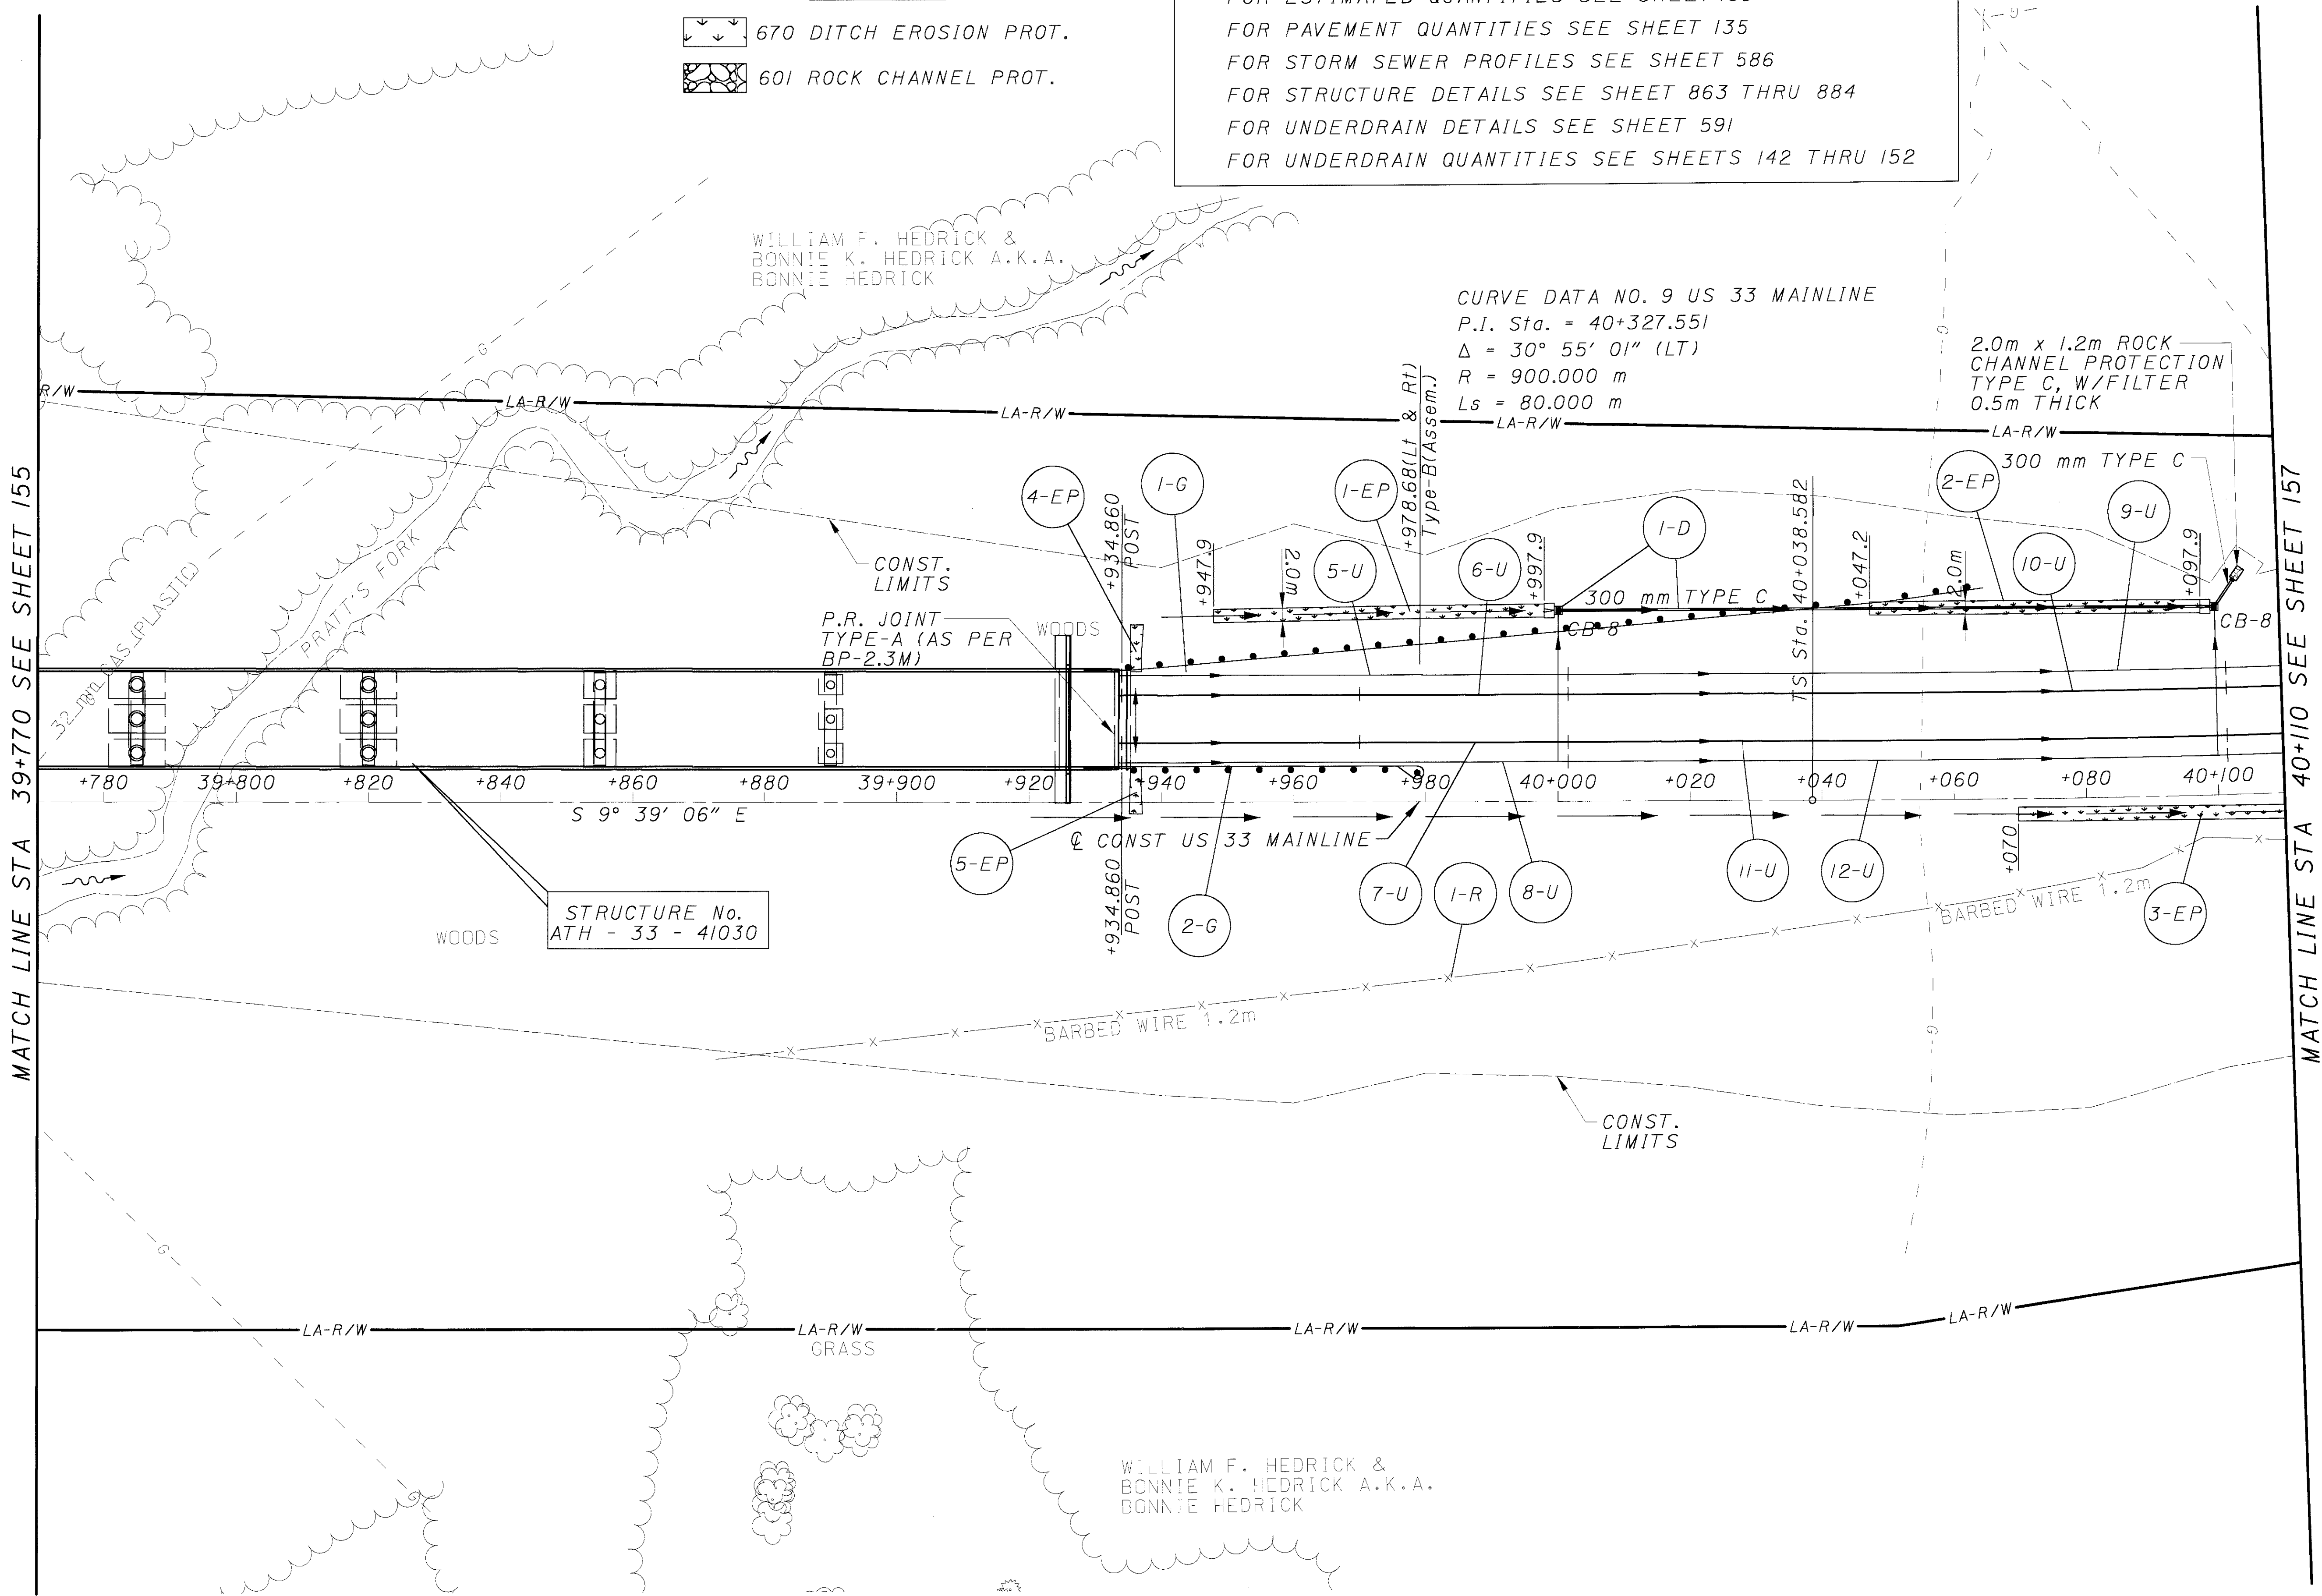 670 DITCH EROSION PROT.
601 ROCK CHANNEL PROT.
FOR ESTIMATED QUANTITIES SEE SHEET
FOR PAVEMENT QUANTITIES SEE SHEET 135
FOR STORM SEWER PROFILES SEE SHEET 586
FOR STRUCTURE DETAILS SEE SHEET 863 THRU 884
FOR UNDERDRAIN DETAILS SEE SHEET 591
FOR UNDERDRAIN QUANTITIES SEE SHEETS 142 THRU 152
WILLIAM F. HEDRICK &
BONNIE K. HEDRICK A.K.A.
BONNIE HEDRICK
CURVE DATA NO. 9 US 33 MAINLINE
P.I. Sta. = 40+327.551
Δ = 30° 55' 01" (LT)
R = 900.000 m
Ls = 80.000 m
2.0m x 1.2m ROCK
CHANNEL PROTECTION
TYPE C, W/FILTER
0.5m THICK
R/W
LA-R/W
LA-R/W
LA-R/W
LA-R/W
G
G
G
300 mm TYPE C
MATCH LINE STA 39+770 SEE SHEET 155
MATCH LINE STA 40+110 SEE SHEET 157
4-EP
1-G
1-EP
+978.68(Lt & Rt)
Type-B(Assem.)
2-EP
9-U
1-D
5-U
6-U
10-U
+934.860
POST
+947.9
2.0m
+997.9
TS Sta. 40+038.582
+047.2
2.0m
+097.9
CONST.
LIMITS
300 mm TYPE C
CB-8
CB-8
P.R. JOINT
TYPE-A (AS PER
BP-2.3M)
WOODS
32 mm GAS (PLASTIC)
PRATT'S FORK
+780
39+800
+820
+840
+860
+880
39+900
+920
+940
+960
+980
40+000
+020
+040
+060
+080
40+100
S 9° 39' 06" E
℄ CONST US 33 MAINLINE
+070
5-EP
+934.860
POST
2-G
7-U
1-R
8-U
11-U
12-U
3-EP
BARBED WIRE 1.2m
STRUCTURE No.
ATH - 33 - 41030
WOODS
BARBED WIRE 1.2m
G
CONST.
LIMITS
G
G
LA-R/W
LA-R/W
LA-R/W
LA-R/W
LA-R/W
GRASS
WILLIAM F. HEDRICK &
BONNIE K. HEDRICK A.K.A.
BONNIE HEDRICK